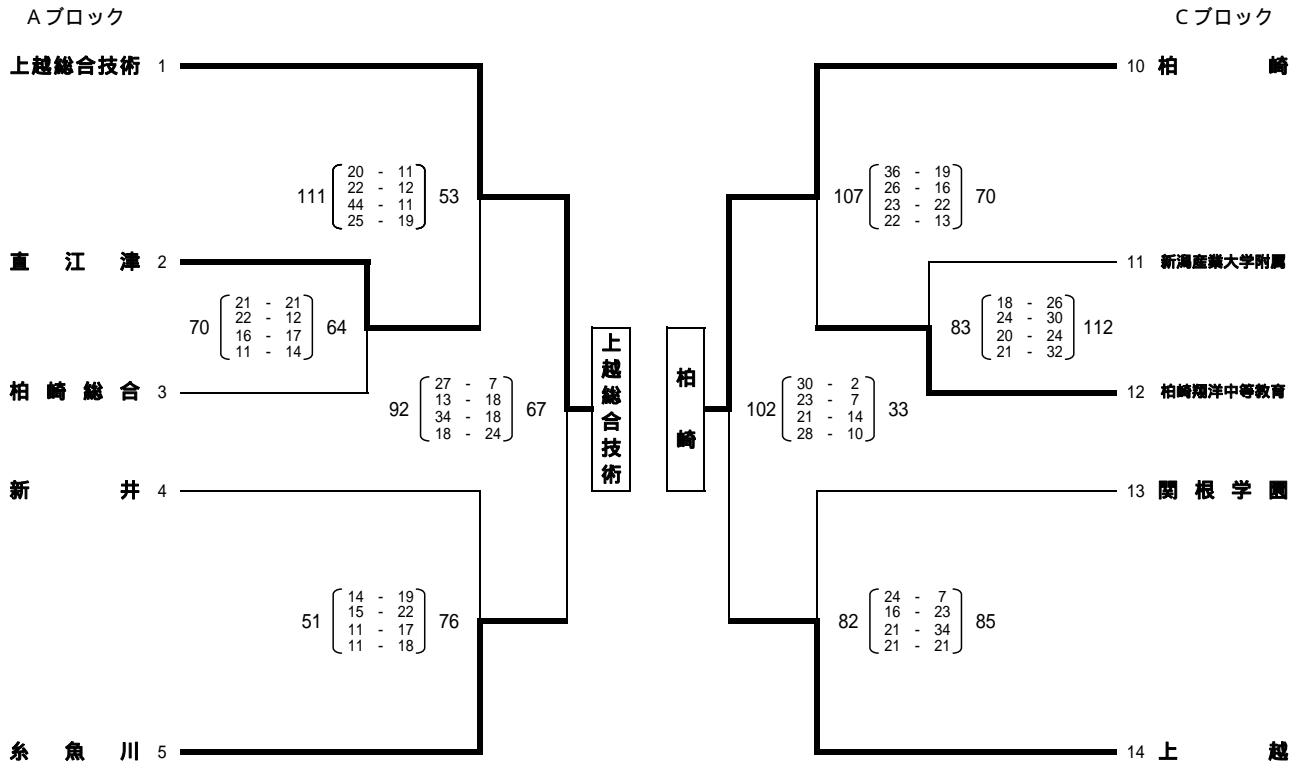 Aブロック
Cブロック
上越総合技術 1
10 柏崎
111 53
20 - 11
22 - 12
44 - 11
25 - 19
107 70
36 - 19
26 - 16
23 - 22
22 - 13
直江津 2
11 新潟産業大学附属
70 64
21 - 21
22 - 12
16 - 17
11 - 14
83 112
18 - 26
24 - 30
20 - 24
21 - 32
柏崎総合 3
12 柏崎翔洋中等教育
92 67
27 - 7
13 - 18
34 - 18
18 - 24
上越総合技術
柏崎
102 33
30 - 2
23 - 7
21 - 14
28 - 10
新井 4
13 関根学園
51 76
14 - 19
15 - 22
11 - 17
11 - 18
82 85
24 - 7
16 - 23
21 - 34
21 - 21
糸魚川 5
14 上越